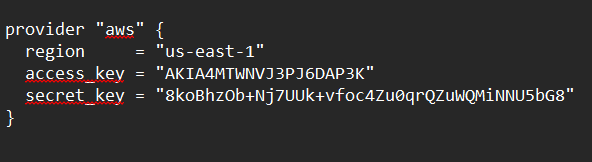 provider "aws" {
  region     = "us-east-1"
  access_key = "AKIA4MTWNVJ3PJ6DAP3K"
  secret_key = "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"
}